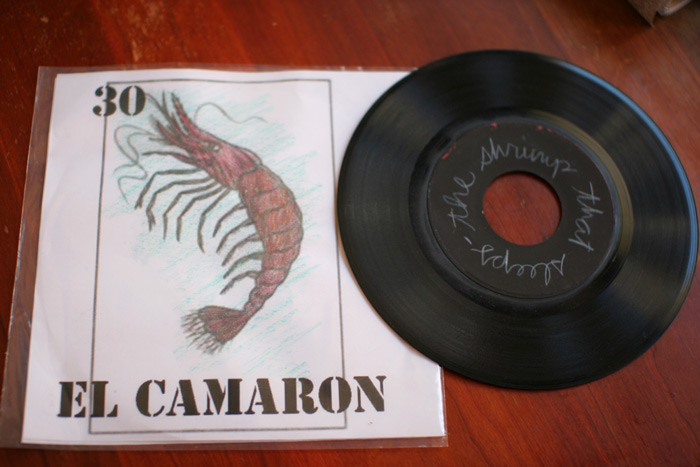 30
EL CAMARON
the shrimp that sleeps-